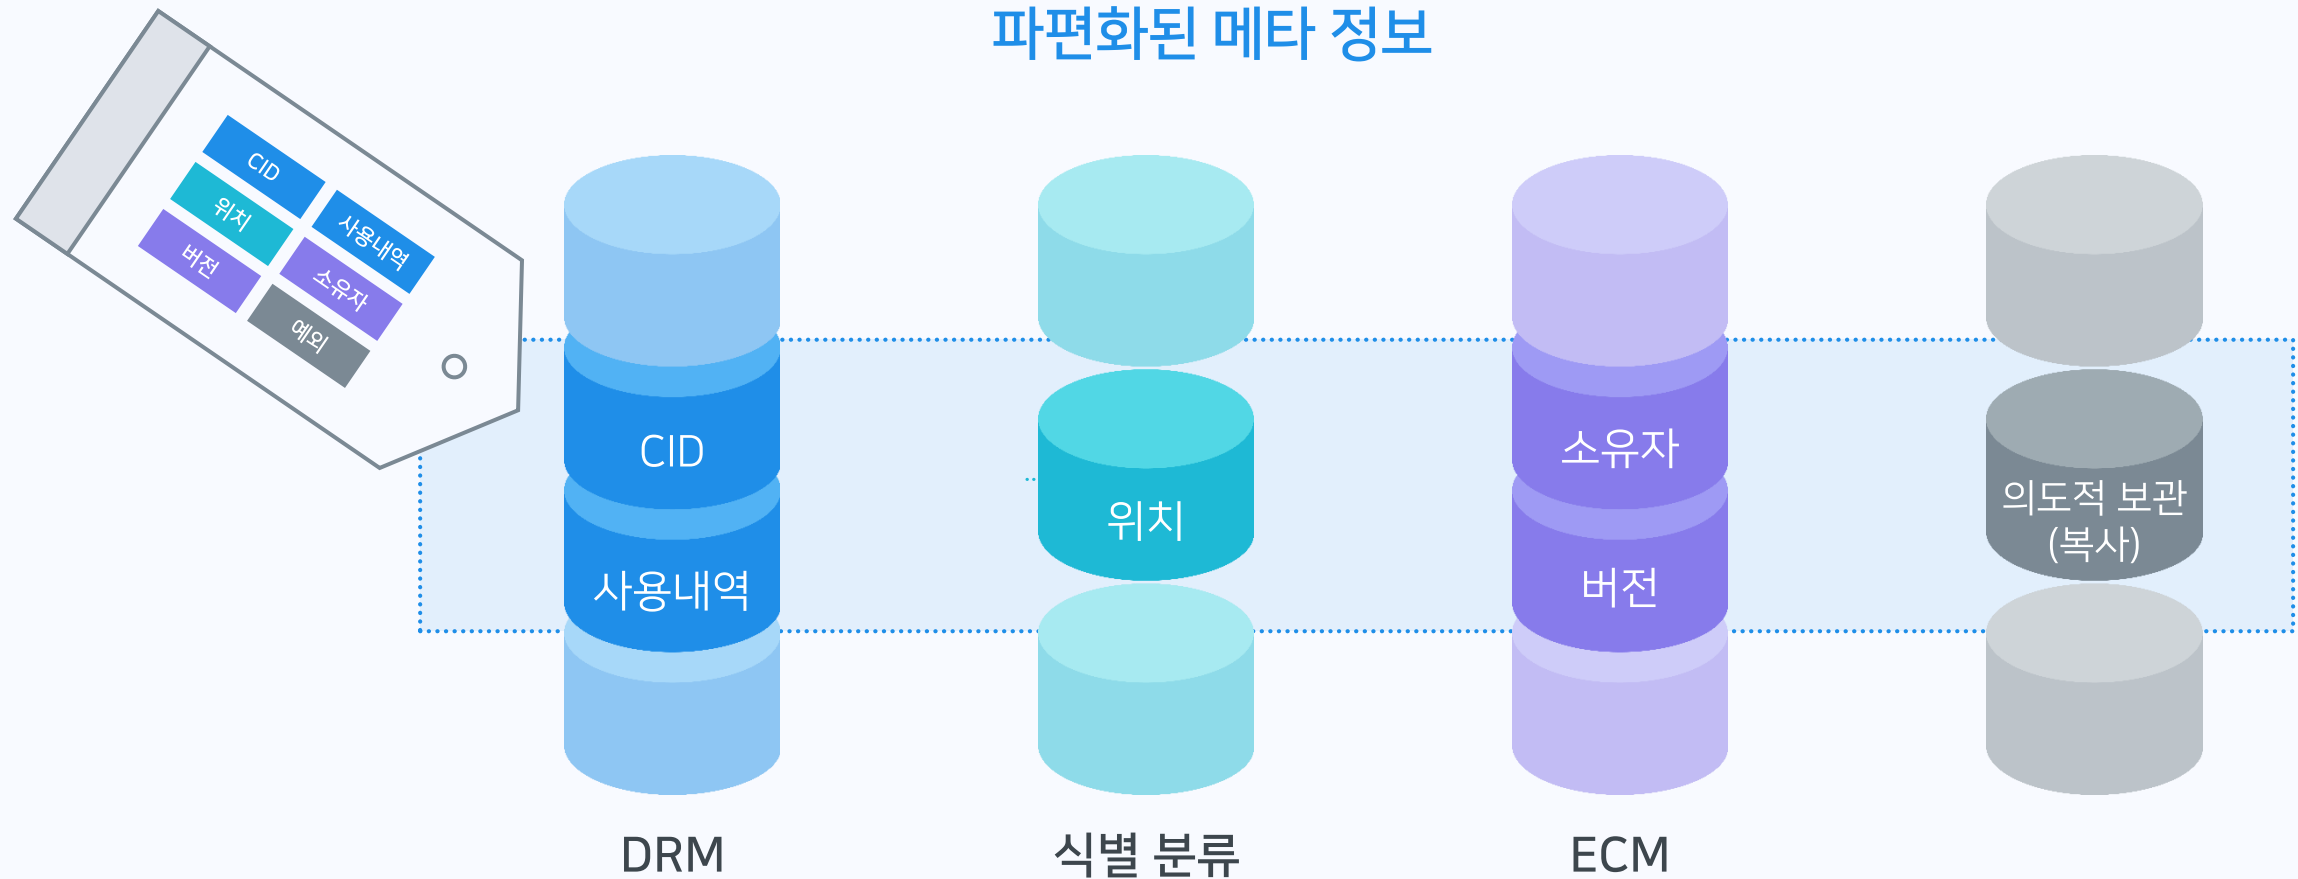 파편화된 메타 정보
CID
사용내역
위치
소유자
버전
예외
CID
사용내역
위치
소유자
버전
의도적 보관
(복사)
DRM
식별 분류
ECM